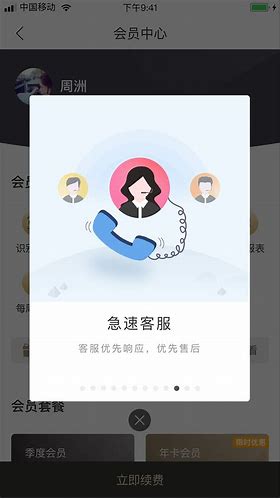 中国移动
下午9:41
会员中心
周洲
会员
识别
报表
每周
急速客服
客服优先响应，优先售后
会员套餐
季度会员
年卡会员
限时优惠
立即续费